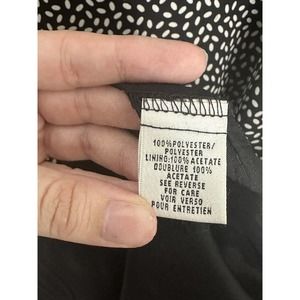 100% POLYESTER/
POLYESTER
LINING:100% ACETATE
DOUBLURE 100%
ACETATE
SEE REVERSE
FOR CARE
VOIR VERSO
POUR ENTRETIEN